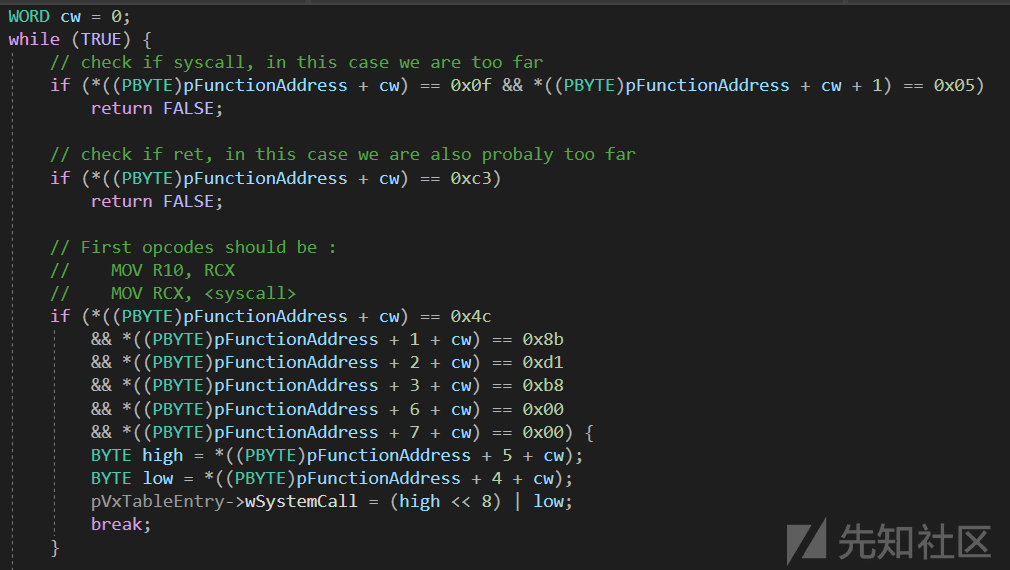 WORD cw = 0;
while (TRUE) {
    // check if syscall, in this case we are too far
    if (*((PBYTE)pFunctionAddress + cw) == 0x0f && *((PBYTE)pFunctionAddress + cw + 1) == 0x05)
        return FALSE;

    // check if ret, in this case we are also probaly too far
    if (*((PBYTE)pFunctionAddress + cw) == 0xc3)
        return FALSE;

    // First opcodes should be :
    //    MOV R10, RCX
    //    MOV RCX, <syscall>
    if (*((PBYTE)pFunctionAddress + cw) == 0x4c
        && *((PBYTE)pFunctionAddress + 1 + cw) == 0x8b
        && *((PBYTE)pFunctionAddress + 2 + cw) == 0xd1
        && *((PBYTE)pFunctionAddress + 3 + cw) == 0xb8
        && *((PBYTE)pFunctionAddress + 6 + cw) == 0x00
        && *((PBYTE)pFunctionAddress + 7 + cw) == 0x00) {
        BYTE high = *((PBYTE)pFunctionAddress + 5 + cw);
        BYTE low = *((PBYTE)pFunctionAddress + 4 + cw);
        pVxTableEntry->wSystemCall = (high << 8) | low;
        break;
    }
先知社区